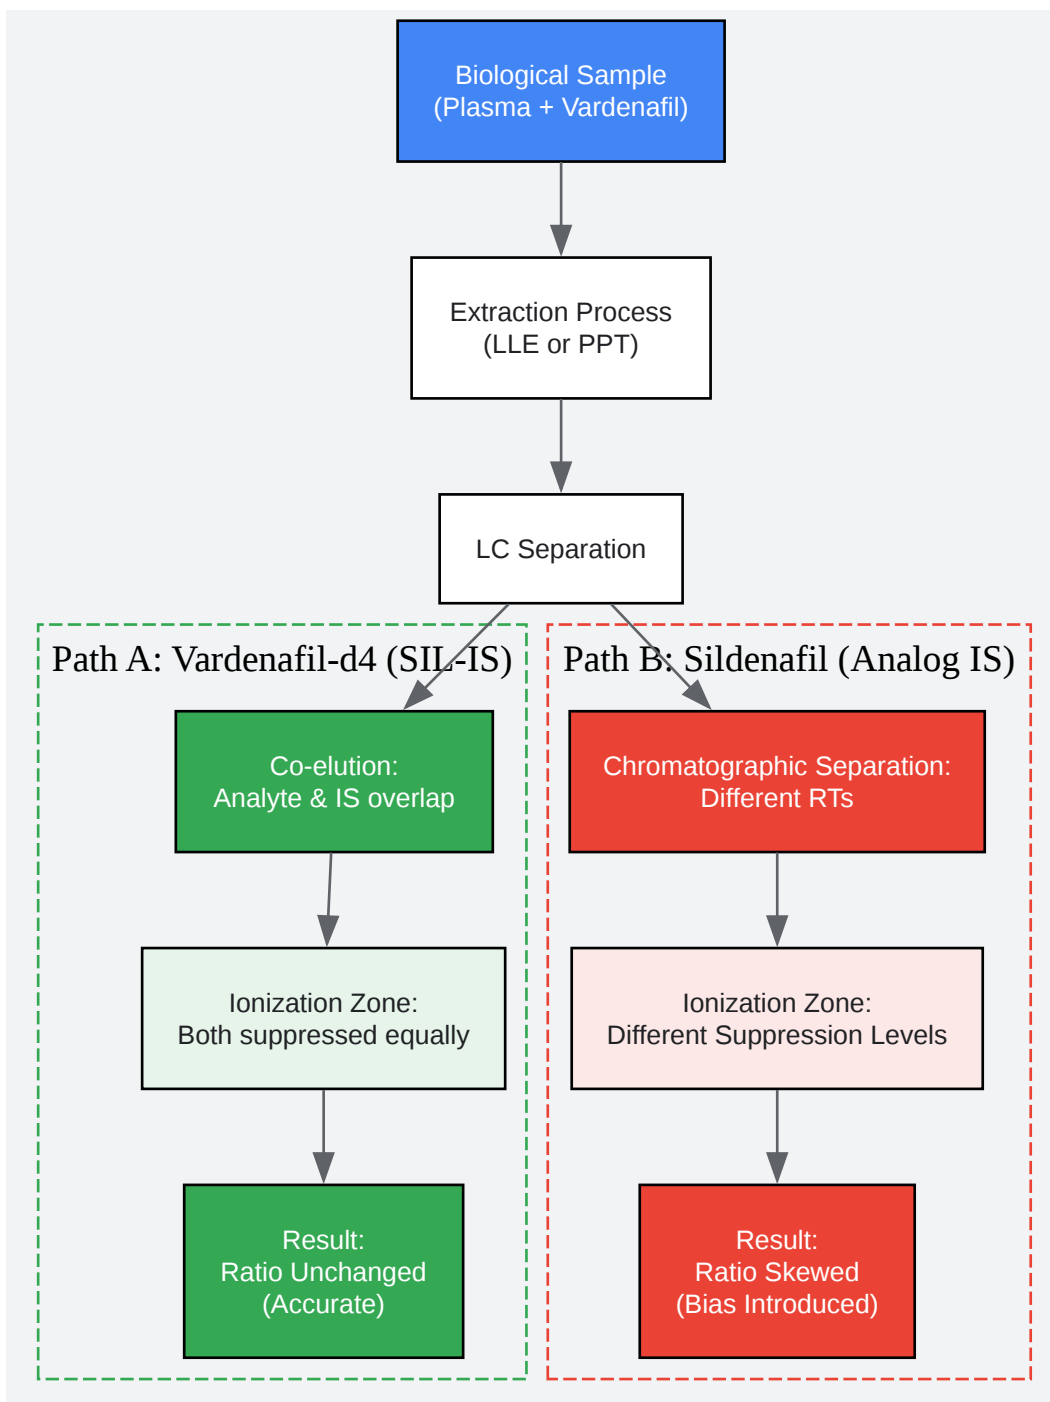 Biological Sample
(Plasma + Vardenafil)
Extraction Process
(LLE or PPT)
LC Separation
Path A: Vardenafil-d4 (SIL-IS)
Co-elution:
Analyte & IS overlap
Ionization Zone:
Both suppressed equally
Result:
Ratio Unchanged
(Accurate)
Path B: Sildenafil (Analog IS)
Chromatographic Separation:
Different RTs
Ionization Zone:
Different Suppression Levels
Result:
Ratio Skewed
(Bias Introduced)